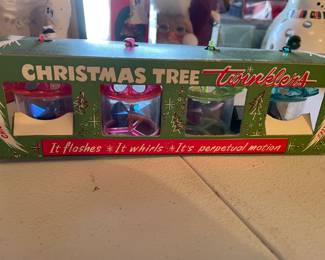 CHRISTMAS TREE twinklers
It flashes * It whirls * It's perpetual motion